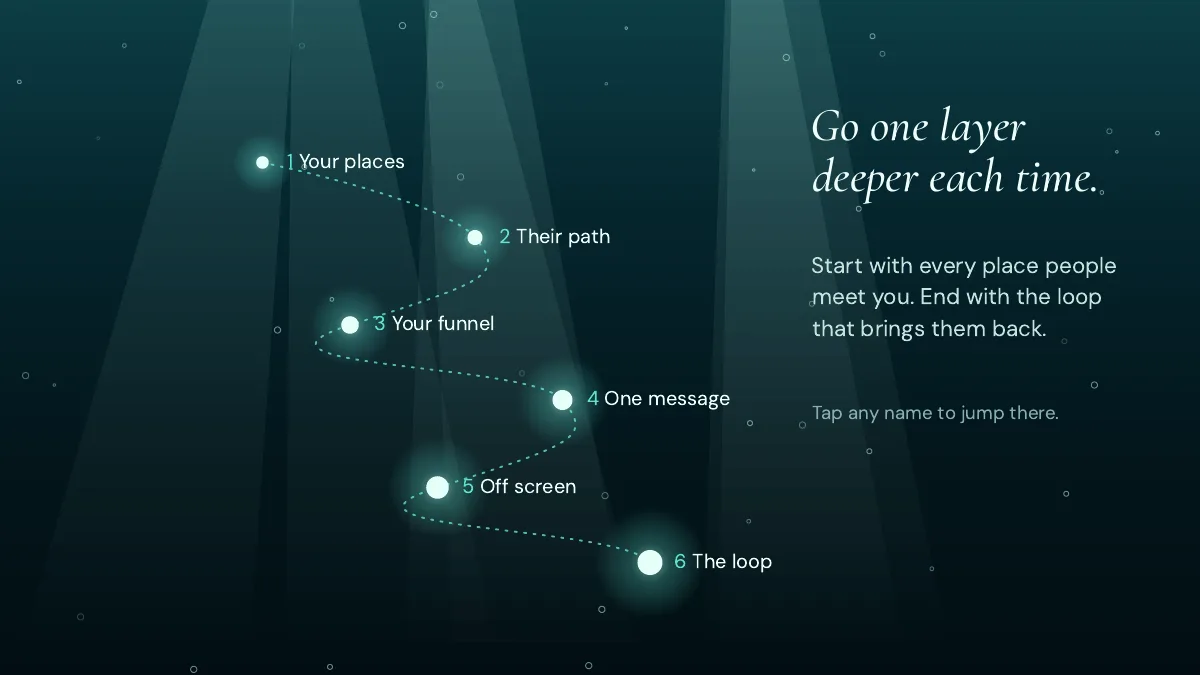 1 Your places
2 Their path
3 Your funnel
4 One message
5 Off screen
6 The loop
Go one layer
deeper each time.
Start with every place people
meet you. End with the loop
that brings them back.
Tap any name to jump there.